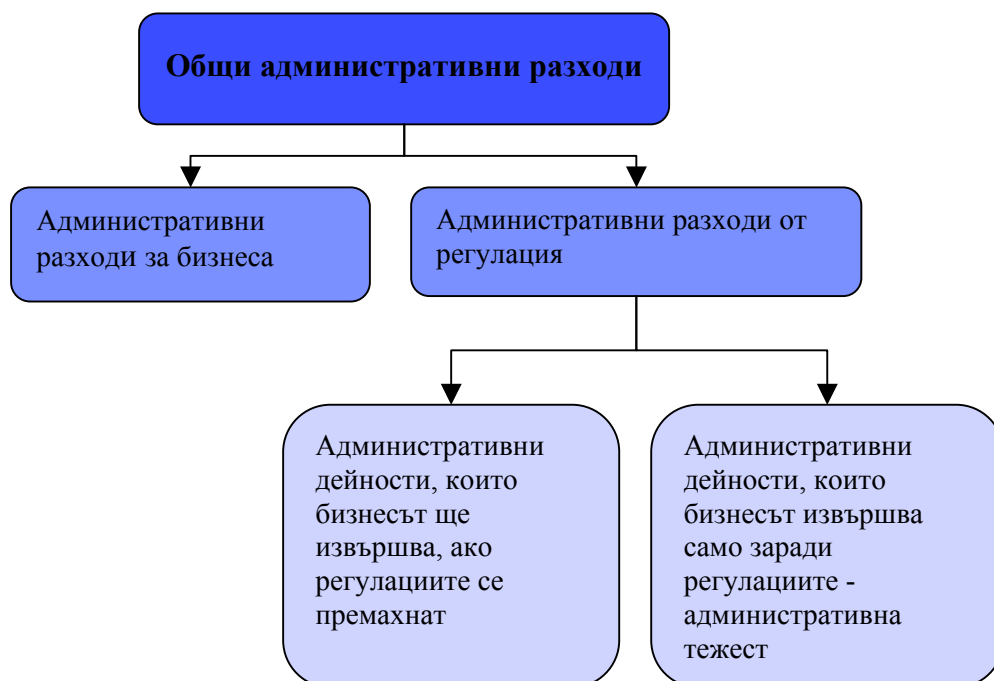 Общи административни разходи
Административни
разходи за бизнеса
Административни разходи от
регулация
Административни
дейности, които
бизнесът ще
извършва, ако
регулациите се
премахнат
Административни
дейности, които
бизнесът извършва
само заради
регулациите -
административна
тежест